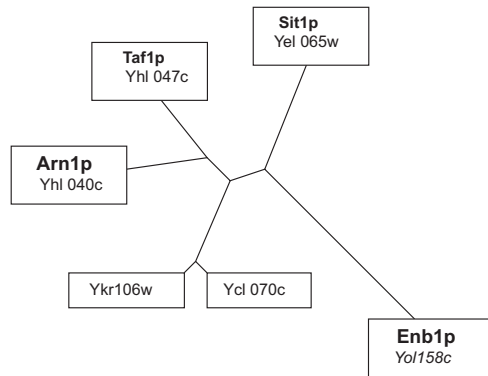 Sit1p
Yel 065w
Taf1p
Yhl 047c
Arn1p
Yhl 040c
Ykr106w
Ycl 070c
Enb1p
Yol158c